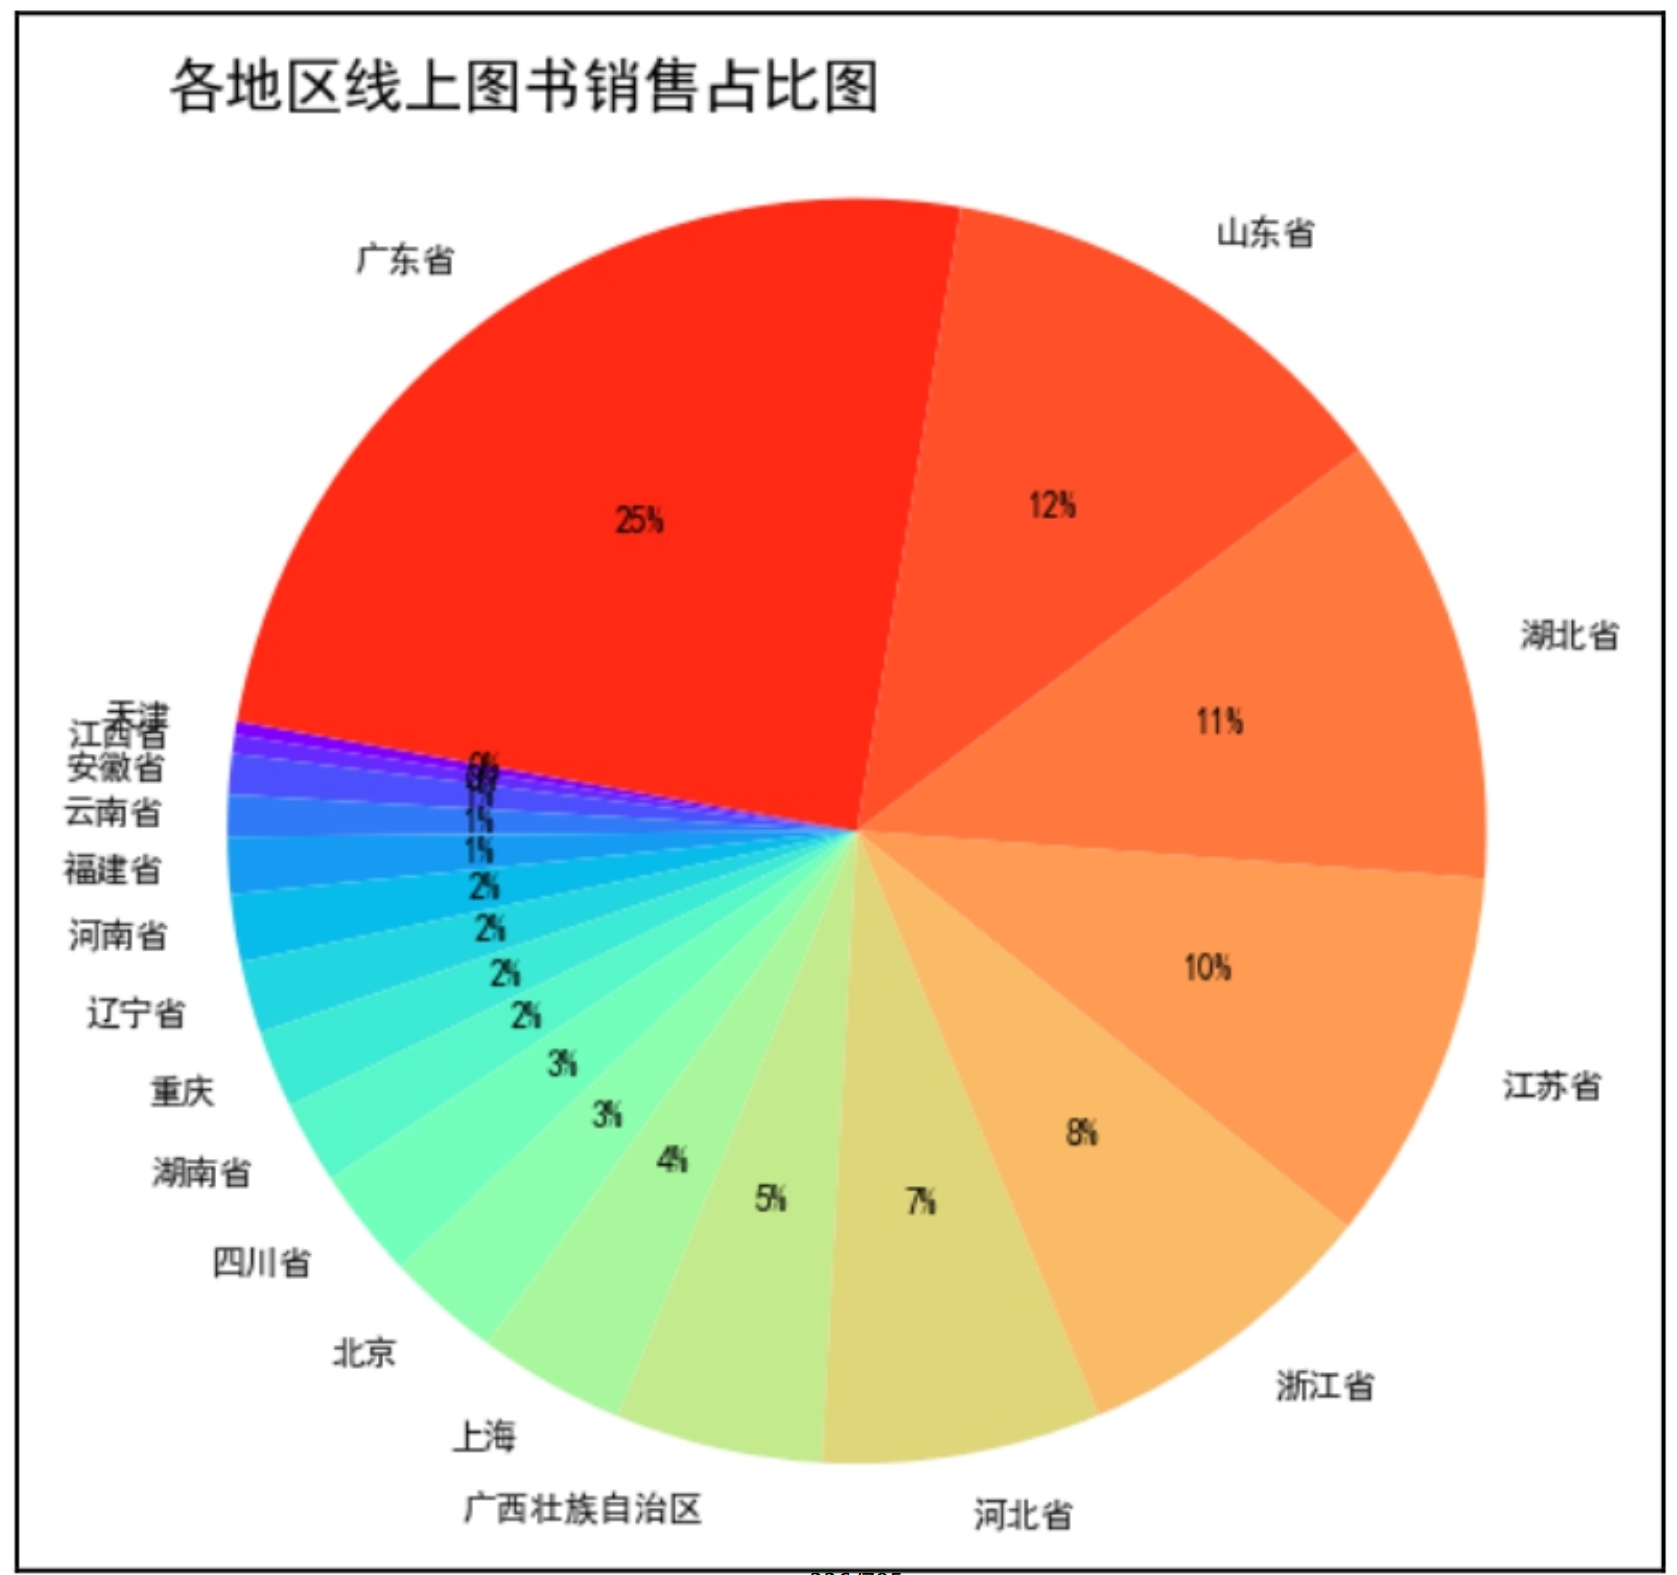 各地区线上图书销售占比图
广东省
山东省
湖北省
江苏省
浙江省
河北省
广西壮族自治区
上海
北京
四川省
湖南省
重庆
辽宁省
河南省
福建省
云南省
安徽省
江西省
天津
25%
12%
11%
10%
8%
7%
5%
4%
3%
3%
2%
2%
2%
2%
1%
1%